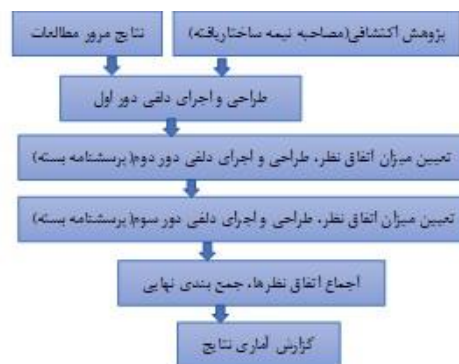 پژوهش اکتشافی(مصاحبه نیمه ساختاریافته)
نتایج مرور مطالعات
طراحی و اجرای دلفی دور اول
تعیین میزان اتفاق نظر، طراحی و اجرای دلفی دور دوم(پرسشنامه بسته)
تعیین میزان اتفاق نظر، طراحی و اجرای دلفی دور سوم(پرسشنامه بسته)
اجماع اتفاق نظرها، جمع بندی نهایی
گزارش آماری نتایج